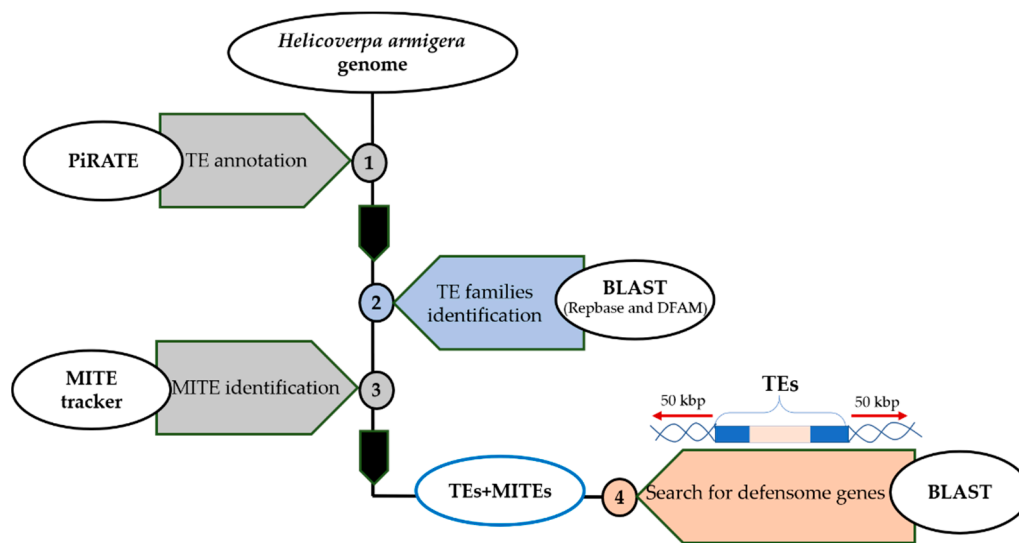 Helicoverpa armigera
genome
PiRATE
TE annotation
1
2
TE families
identification
BLAST
(Repbase and DFAM)
MITE
tracker
MITE identification
3
TEs
50 kbp
50 kbp
TEs+MITEs
4
Search for defensome genes
BLAST